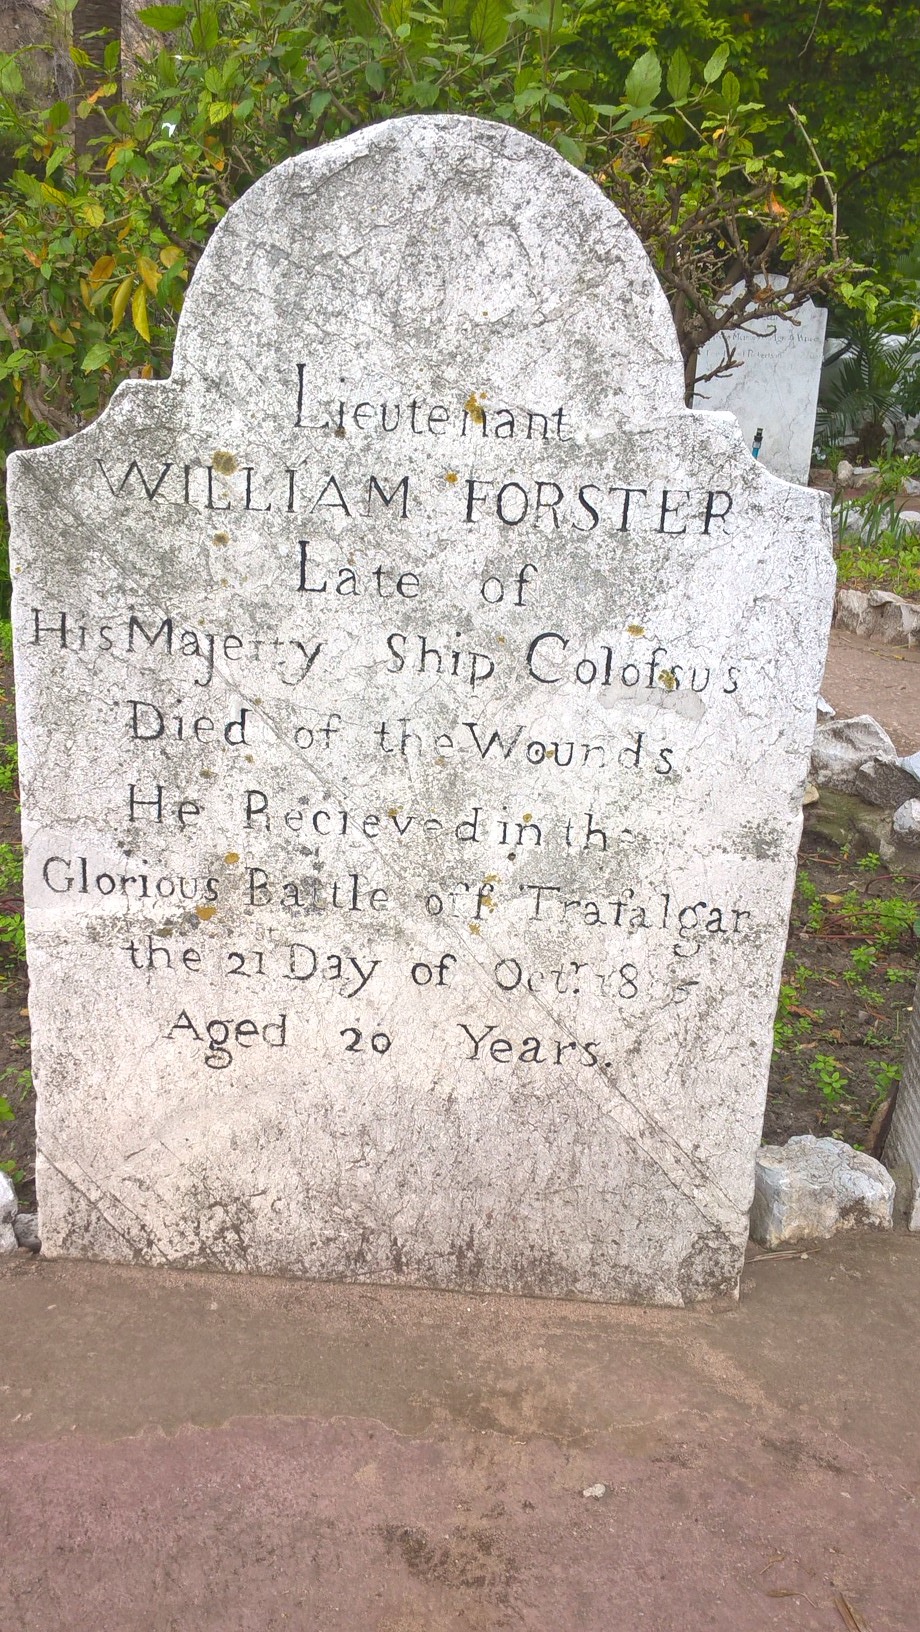 Lieutenant
WILLIAM FORSTER
Late of
His Majesty Ship Coloſsus
Died of the Wounds
He Recieved in the
Glorious Battle off Trafalgar
the 21 Day of Octr. 1805
Aged 20 Years.